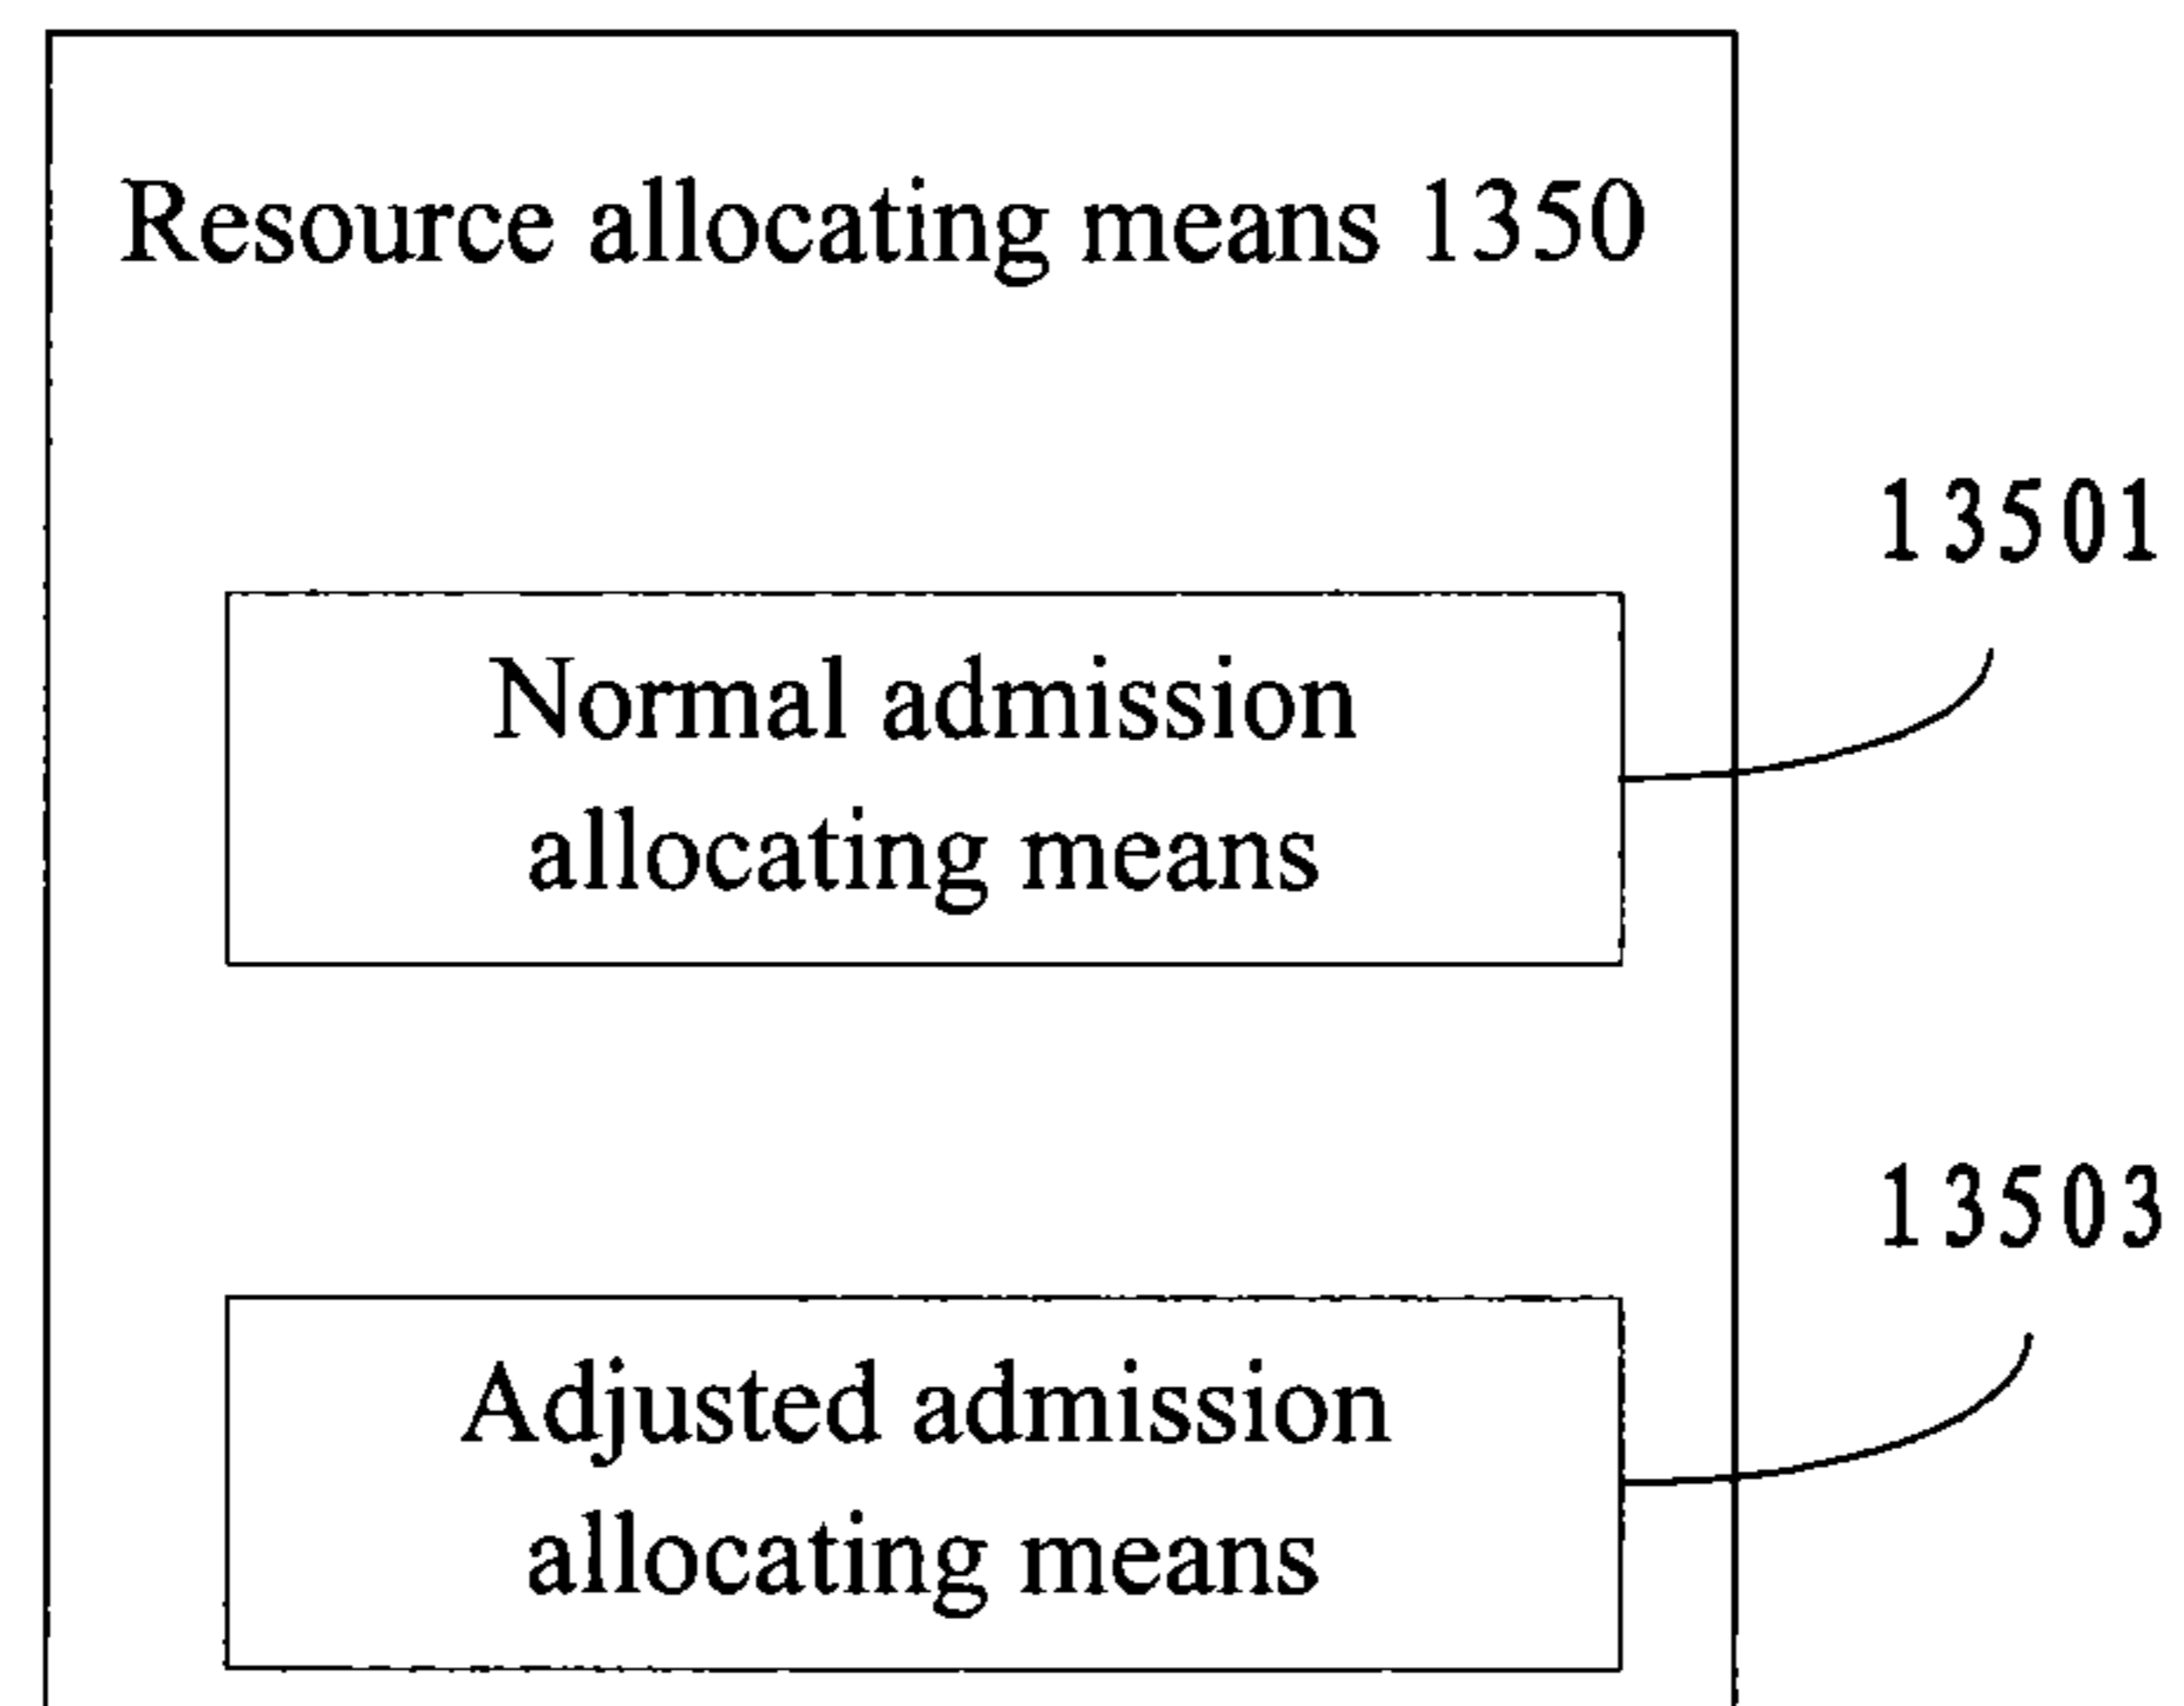 Resource allocating means 1350
13501
Normal admission
allocating means
13503
Adjusted admission
allocating means